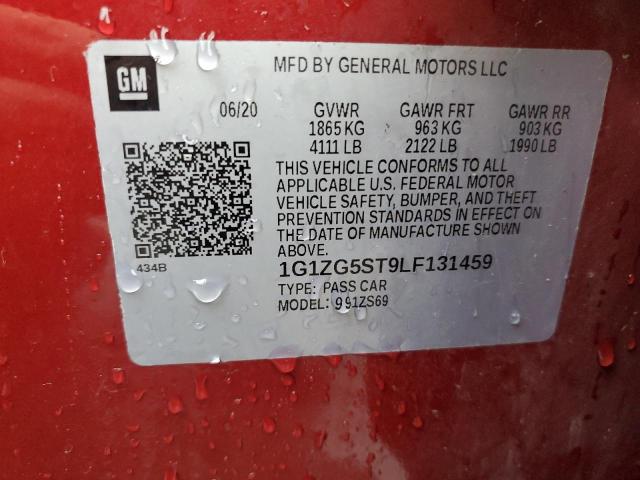 GM
MFD BY GENERAL MOTORS LLC
06/20 GVWR GAWR FRT GAWR RR
1865 KG 963 KG 903 KG
4111 LB 2122 LB 1990 LB
THIS VEHICLE CONFORMS TO ALL
APPLICABLE U.S. FEDERAL MOTOR
VEHICLE SAFETY, BUMPER, AND THEFT
PREVENTION STANDARDS IN EFFECT ON
THE DATE OF MANUFACTURE SHOWN
ABOVE.
434B
1G1ZG5ST9LF131459
TYPE: PASS CAR
MODEL: 991ZS69